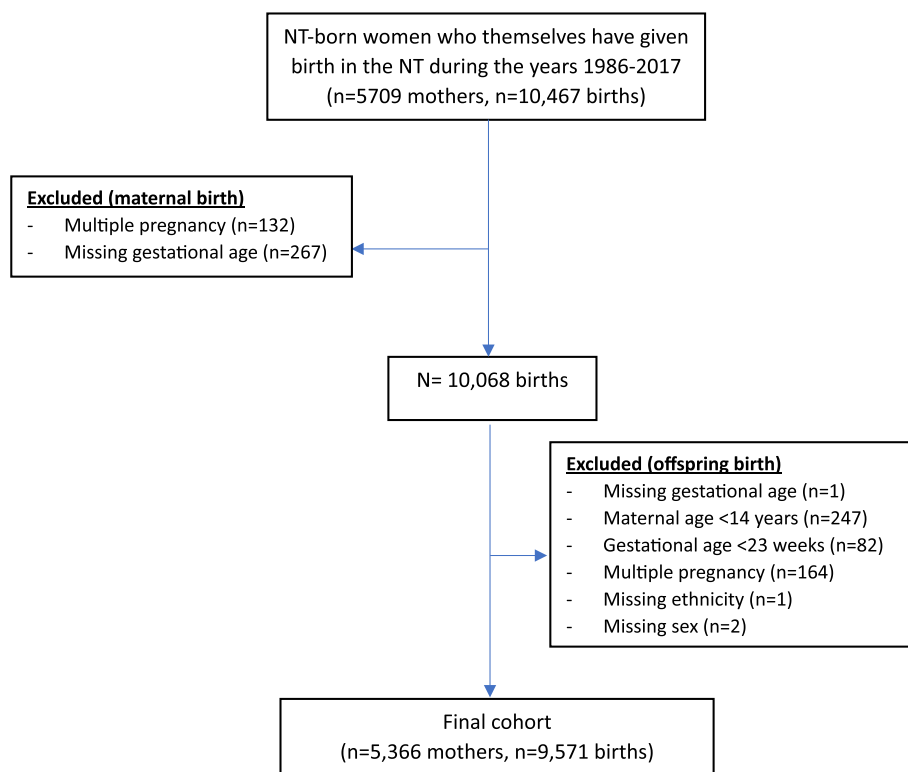 NT-born women who themselves have given
birth in the NT during the years 1986-2017
(n=5709 mothers, n=10,467 births)
Excluded (maternal birth)
- Multiple pregnancy (n=132)
- Missing gestational age (n=267)
N= 10,068 births
Excluded (offspring birth)
- Missing gestational age (n=1)
- Maternal age <14 years (n=247)
- Gestational age <23 weeks (n=82)
- Multiple pregnancy (n=164)
- Missing ethnicity (n=1)
- Missing sex (n=2)
Final cohort
(n=5,366 mothers, n=9,571 births)